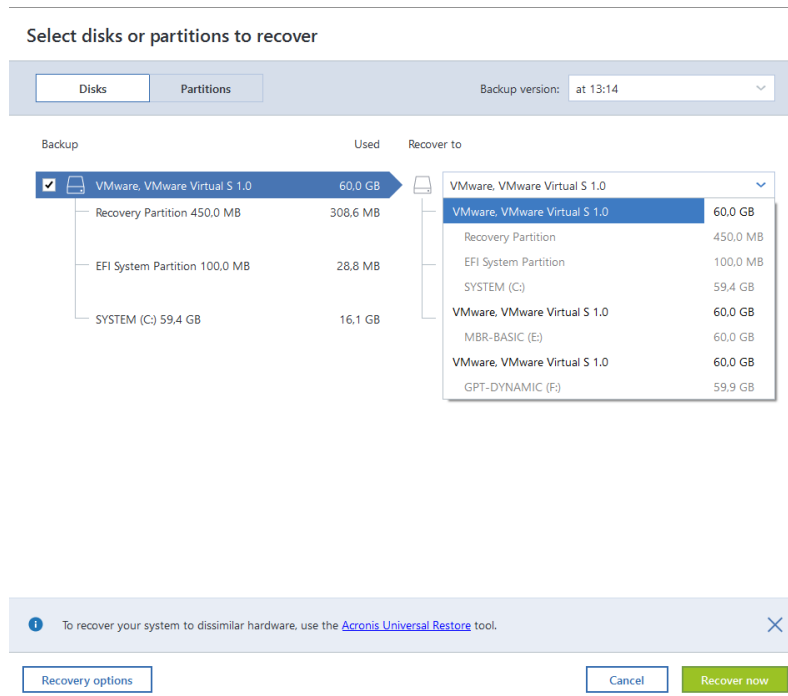 Select disks or partitions to recover
Disks Partitions Backup version: at 13:14
Backup Used Recover to
VMware, VMware Virtual S 1.0 60,0 GB VMware, VMware Virtual S 1.0
Recovery Partition 450,0 MB 308,6 MB VMware, VMware Virtual S 1.0 60,0 GB
Recovery Partition 450,0 MB
EFI System Partition 100,0 MB 28,8 MB EFI System Partition 100,0 MB
SYSTEM (C:) 59,4 GB
SYSTEM (C:) 59,4 GB 16,1 GB VMware, VMware Virtual S 1.0 60,0 GB
MBR-BASIC (E:) 60,0 GB
VMware, VMware Virtual S 1.0 60,0 GB
GPT-DYNAMIC (F:) 59,9 GB
To recover your system to dissimilar hardware, use the Acronis Universal Restore tool.
Recovery options Cancel Recover now